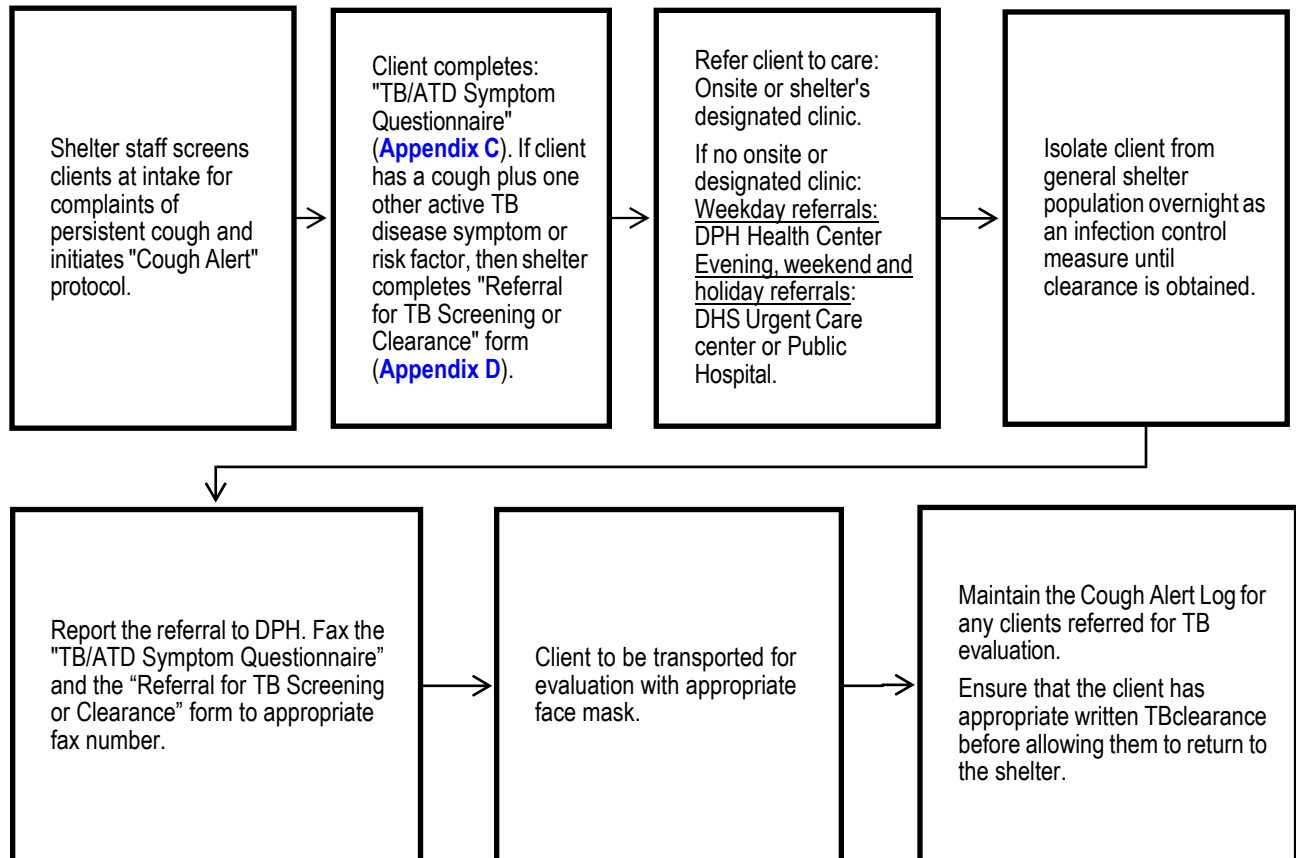 Shelter staff screens
clients at intake for
complaints of
persistent cough and
initiates "Cough Alert"
protocol.
Client completes:
"TB/ATD Symptom
Questionnaire"
(Appendix C). If client
has a cough plus one
other active TB
disease symptom or
risk factor, then shelter
completes "Referral
for TB Screening or
Clearance" form
(Appendix D).
Refer client to care:
Onsite or shelter's
designated clinic.
If no onsite or
designated clinic:
Weekday referrals:
DPH Health Center
Evening, weekend and
holiday referrals:
DHS Urgent Care
center or Public
Hospital.
Isolate client from
general shelter
population overnight as
an infection control
measure until
clearance is obtained.
Report the referral to DPH. Fax the
"TB/ATD Symptom Questionnaire”
and the “Referral for TB Screening
or Clearance” form to appropriate
fax number.
Client to be transported for
evaluation with appropriate
face mask.
Maintain the Cough Alert Log for
any clients referred for TB
evaluation.
Ensure that the client has
appropriate written TBclearance
before allowing them to return to
the shelter.